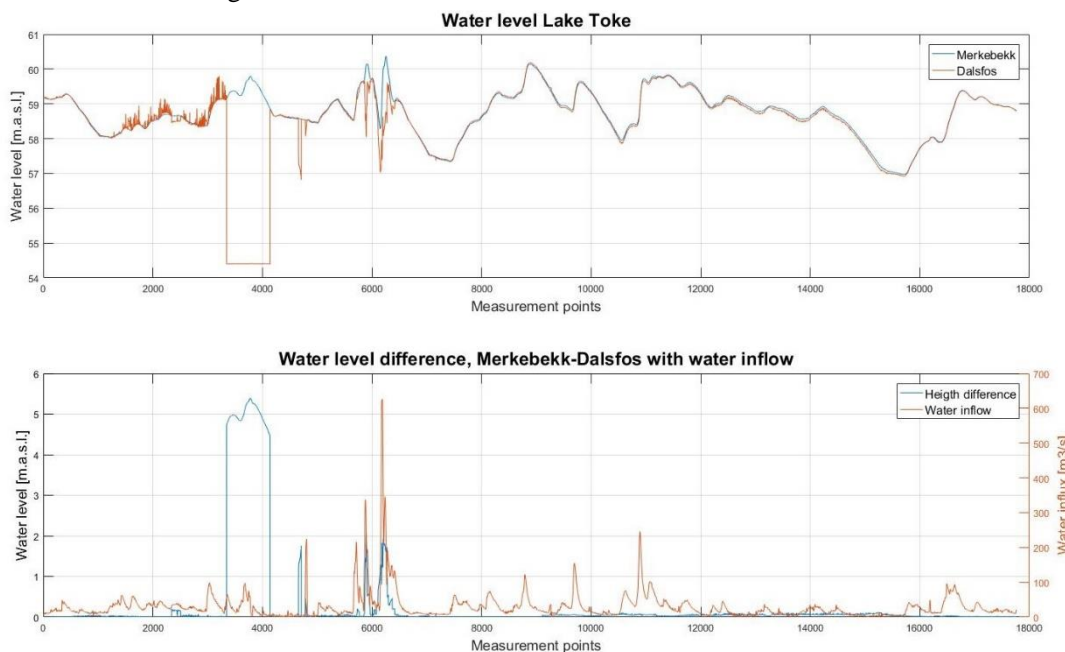 Water level Lake Toke
61
60
59
58
57
56
55
54
Water level [m.a.s.l.]
Merkebekk
Dalsfos
0 2000 4000 6000 8000 10000 12000 14000 16000 18000
Measurement points
Water level difference, Merkebekk-Dalsfos with water inflow
6
5
4
3
2
1
0
Water level [m.a.s.l.]
Heigth difference
Water inflow
700
600
500
400
300
200
100
0
Water influx [m3/s]
0 2000 4000 6000 8000 10000 12000 14000 16000 18000
Measurement points